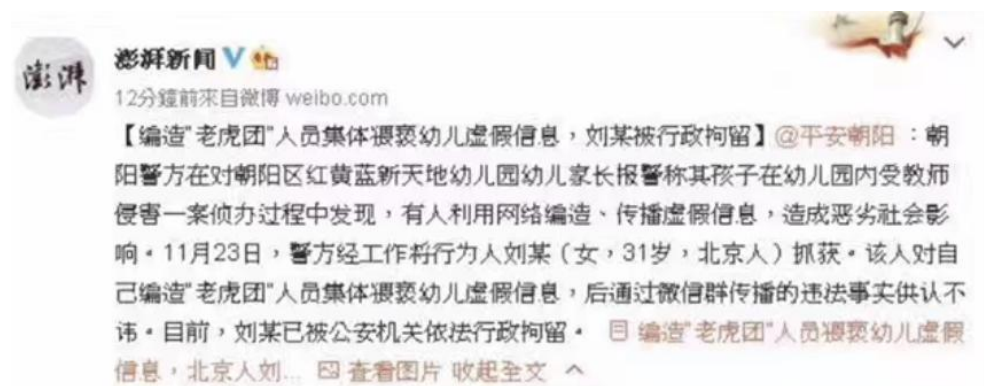 澎湃
澎湃新闻
12分鐘前來自微博 weibo.com
【编造"老虎团"人员集体猥亵幼儿虚假信息，刘某被行政拘留】@平安朝阳 ：朝
阳警方在对朝阳区红黄蓝新天地幼儿园幼儿家长报警称其孩子在幼儿园内受教师
侵害一案侦办过程中发现，有人利用网络编造、传播虚假信息，造成恶劣社会影
响。11月23日，警方经工作将行为人刘某（女，31岁，北京人）抓获。该人对自
己编造"老虎团"人员集体猥亵幼儿虚假信息，后通过微信群传播的违法事实供认不
讳。目前，刘某已被公安机关依法行政拘留。 编造"老虎团"人员猥亵幼儿虚假
信息，北京人刘... 查看图片 收起全文